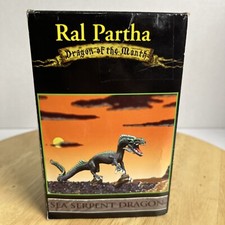 Ral Partha
Dragon of the Month
SEA SERPENT DRAGON